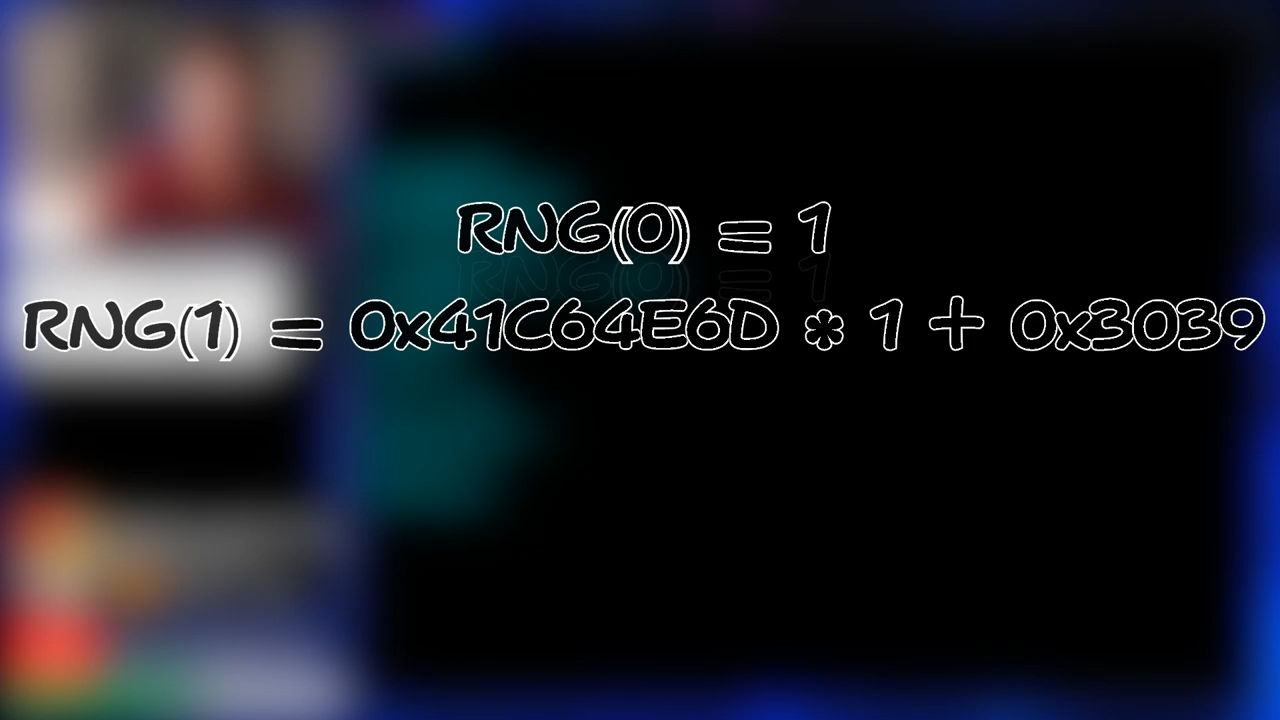 RNG(0) = 1
RNG(1) = 0x41C64E6D * 1 + 0x3039